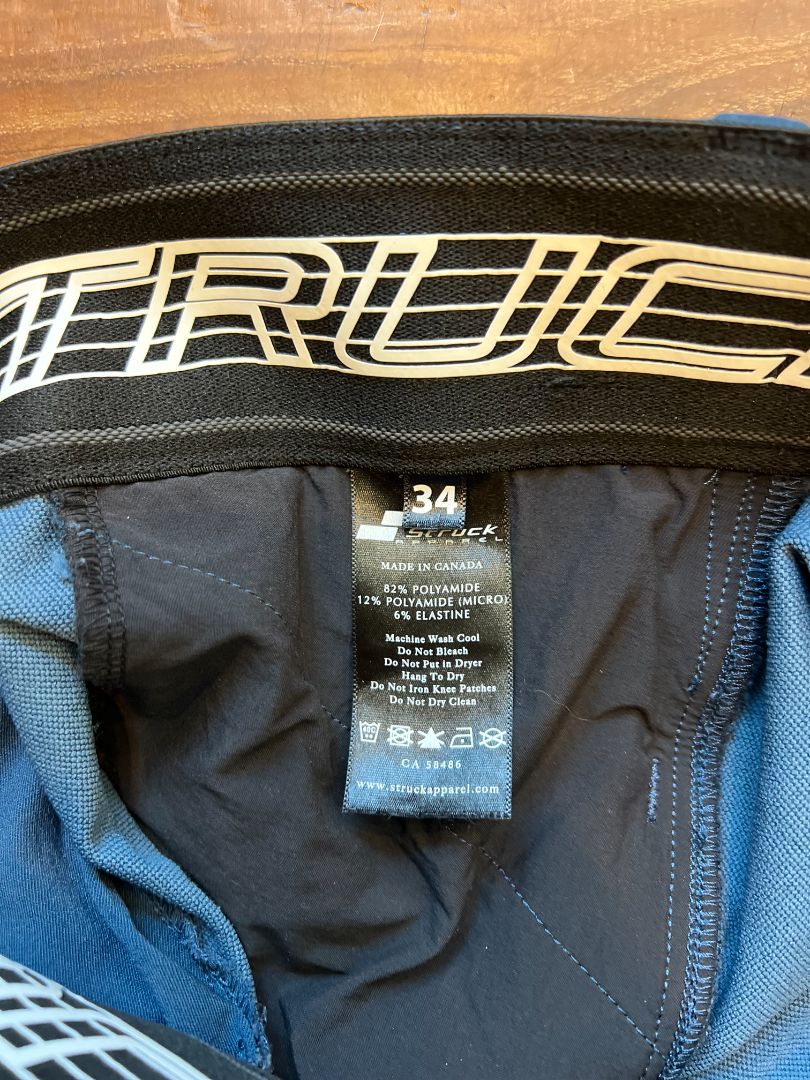 TRUC
34
Struck
APPAREL
MADE IN CANADA
82% POLYAMIDE
12% POLYAMIDE (MICRO)
6% ELASTINE
Machine Wash Cool
Do Not Bleach
Do Not Put in Dryer
Hang To Dry
Do Not Iron Knee Patches
Do Not Dry Clean
40C
CA 58486
www.struckapparel.com